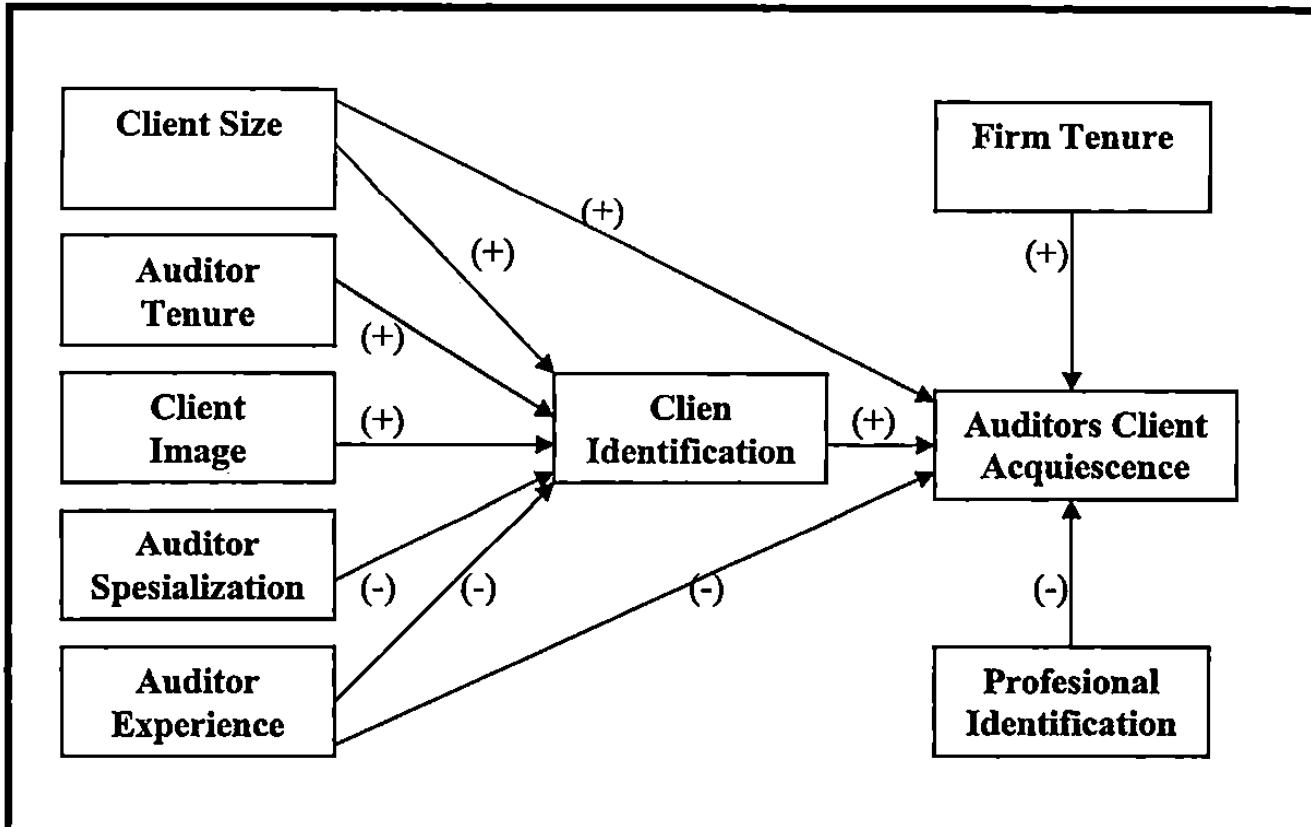 Client Size
Firm Tenure
(+)
(+)
(+)
Auditor
Tenure
(+)
Client
Image
(+)
Clien
Identification
(+)
Auditors Client
Acquiescence
Auditor
Spesialization
(-)
(-)
(-)
(-)
Auditor
Experience
Profesional
Identification